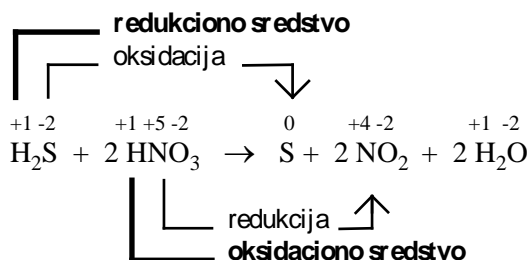 redukciono sredstvo
oksidacija
+1 -2 +1 +5 -2 0 +4 -2 +1 -2
H₂S + 2 HNO₃ → S + 2 NO₂ + 2 H₂O
redukcija
oksidaciono sredstvo